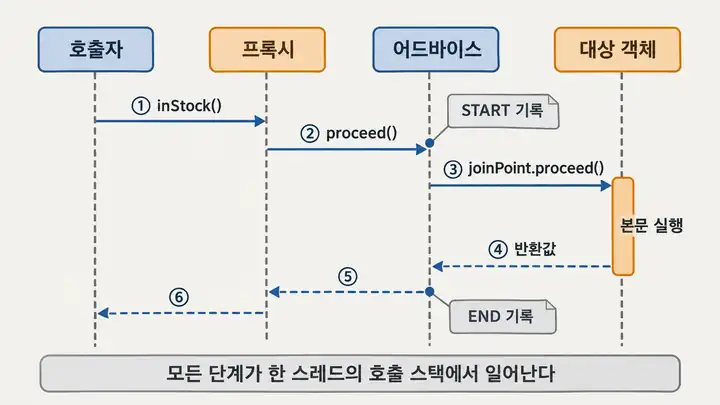 호출자
프록시
어드바이스
대상 객체
① inStock()
START 기록
② proceed()
③ joinPoint.proceed()
본문 실행
④ 반환값
⑤
⑥
END 기록
모든 단계가 한 스레드의 호출 스택에서 일어난다